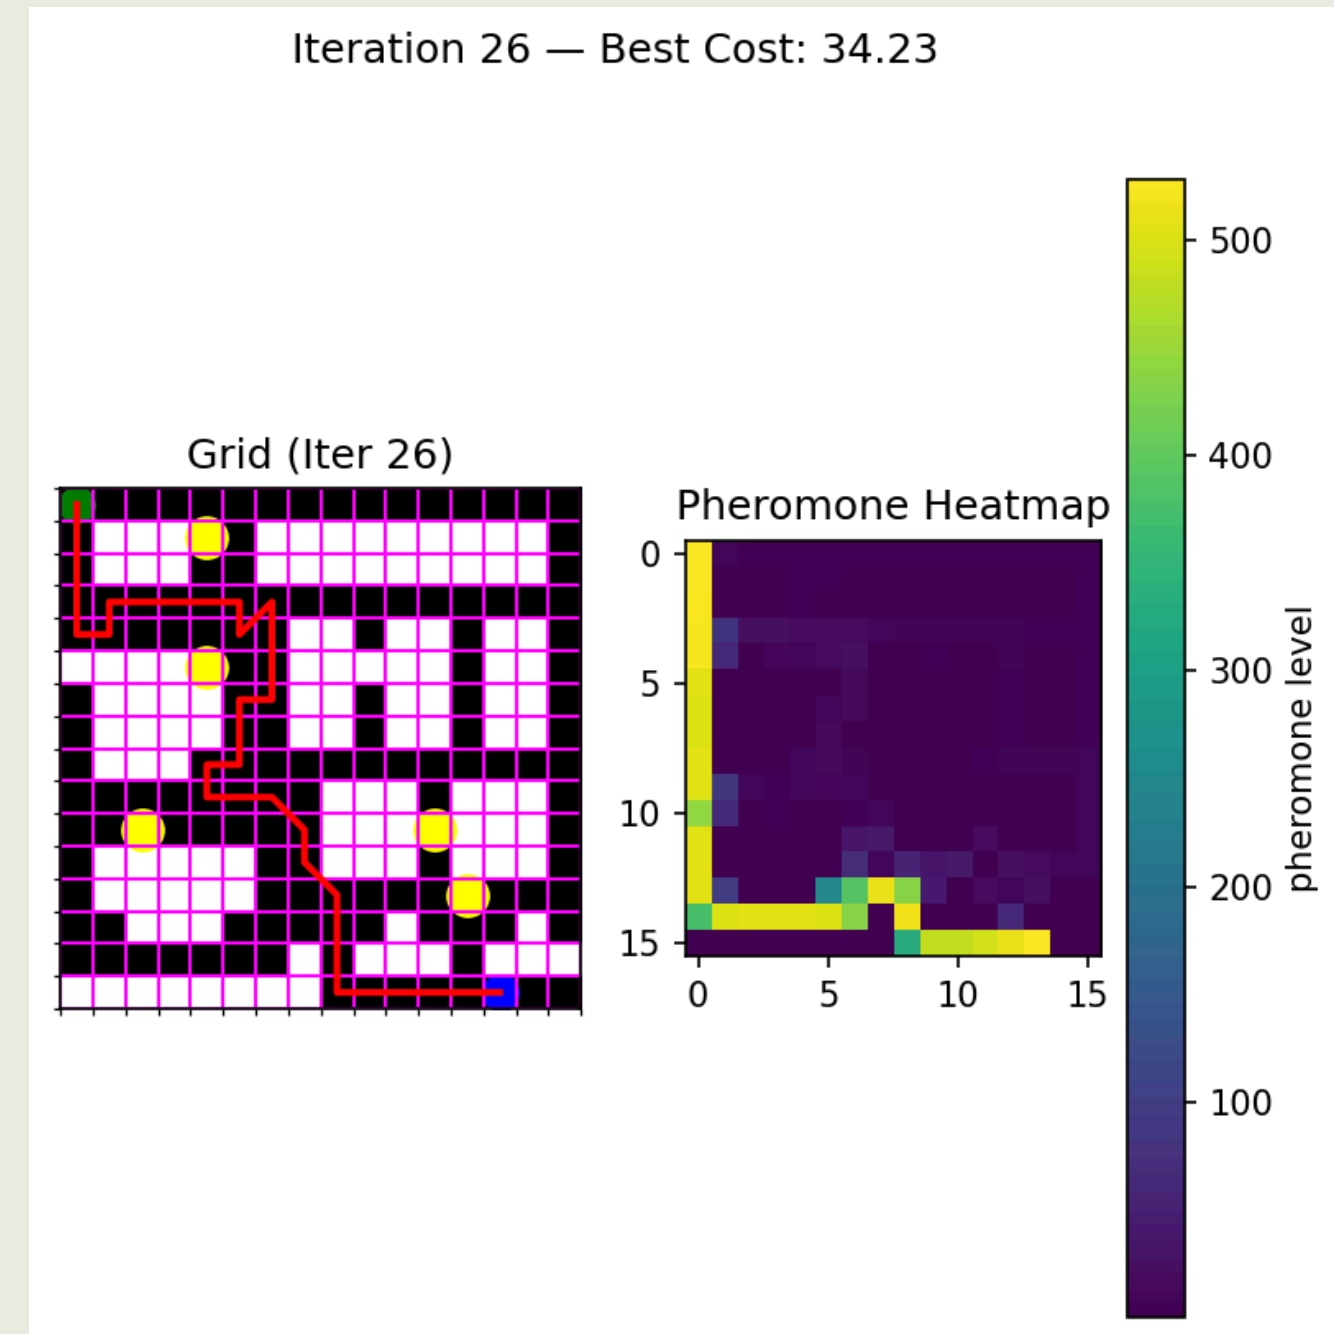 Iteration 26 — Best Cost: 34.23
Grid (Iter 26)
Pheromone Heatmap
0
5
10
15
0 5 10 15
500
400
300
200
100
pheromone level